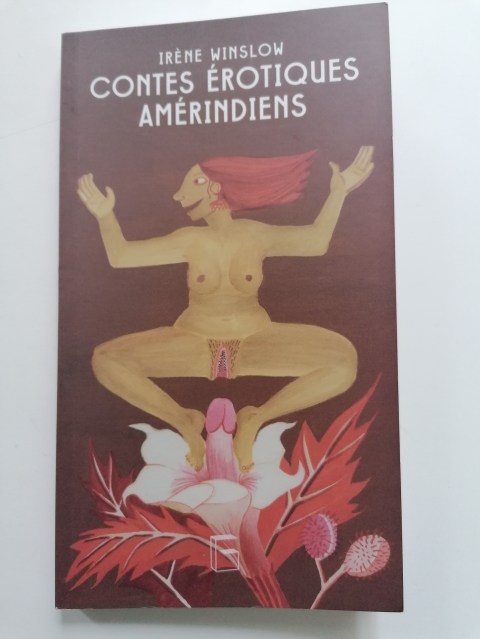 IRÈNE WINSLOW
CONTES ÉROTIQUES
AMÉRINDIENS